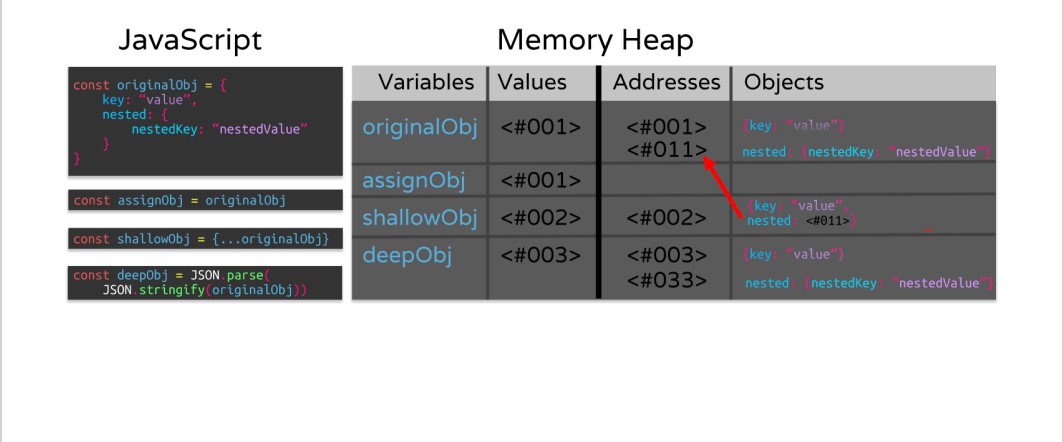 JavaScript
Memory Heap
const originalObj = {
key: “value”,
nested: {
nestedKey: “nestedValue”
}
}
const assignObj = originalObj
const shallowObj = {...originalObj}
const deepObj = JSON.parse(
JSON.stringify(originalObj))
Variables Values Addresses Objects
originalObj <#001> <#001> {key: “value”}
<#011> nested: {nestedKey: “nestedValue”}
assignObj <#001>
shallowObj <#002> <#002> {key: “value”,
nested: <#011>}
deepObj <#003> <#003> {key: “value”}
<#033> nested: {nestedKey: “nestedValue”}